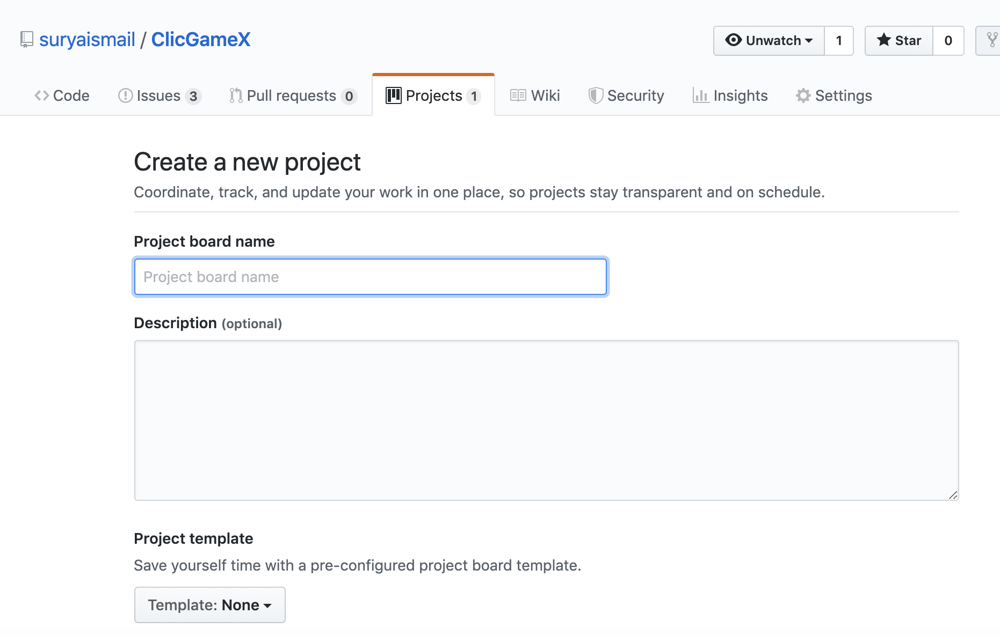 suryaismail / ClicGameX
Unwatch 1 Star 0
Code Issues 3 Pull requests 0 Projects 1 Wiki Security Insights Settings
Create a new project
Coordinate, track, and update your work in one place, so projects stay transparent and on schedule.
Project board name
Project board name
Description (optional)
Project template
Save yourself time with a pre-configured project board template.
Template: None